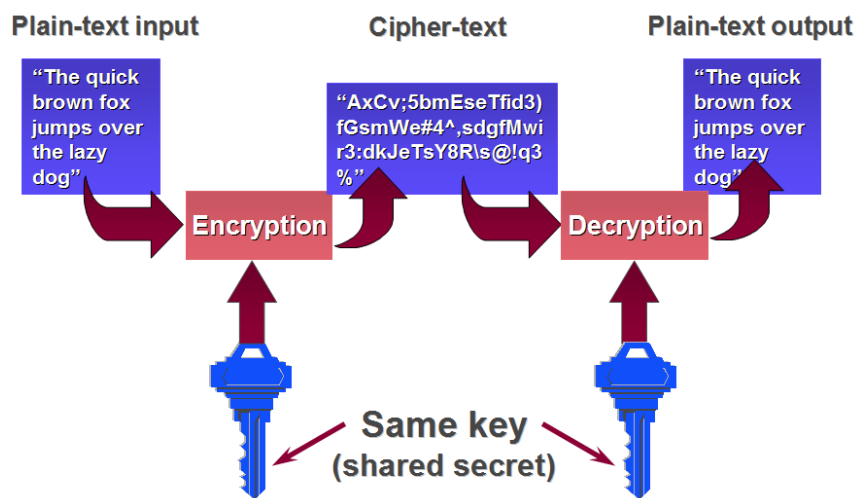 Plain-text input
Cipher-text
Plain-text output
“The quick
brown fox
jumps over
the lazy
dog”
“AxCv;5bmEseTfid3)
fGsmWe#4^,sdgfMwi
r3:dkJeTsY8R\s@!q3
%”
“The quick
brown fox
jumps over
the lazy
dog”
Encryption
Decryption
Same key
(shared secret)